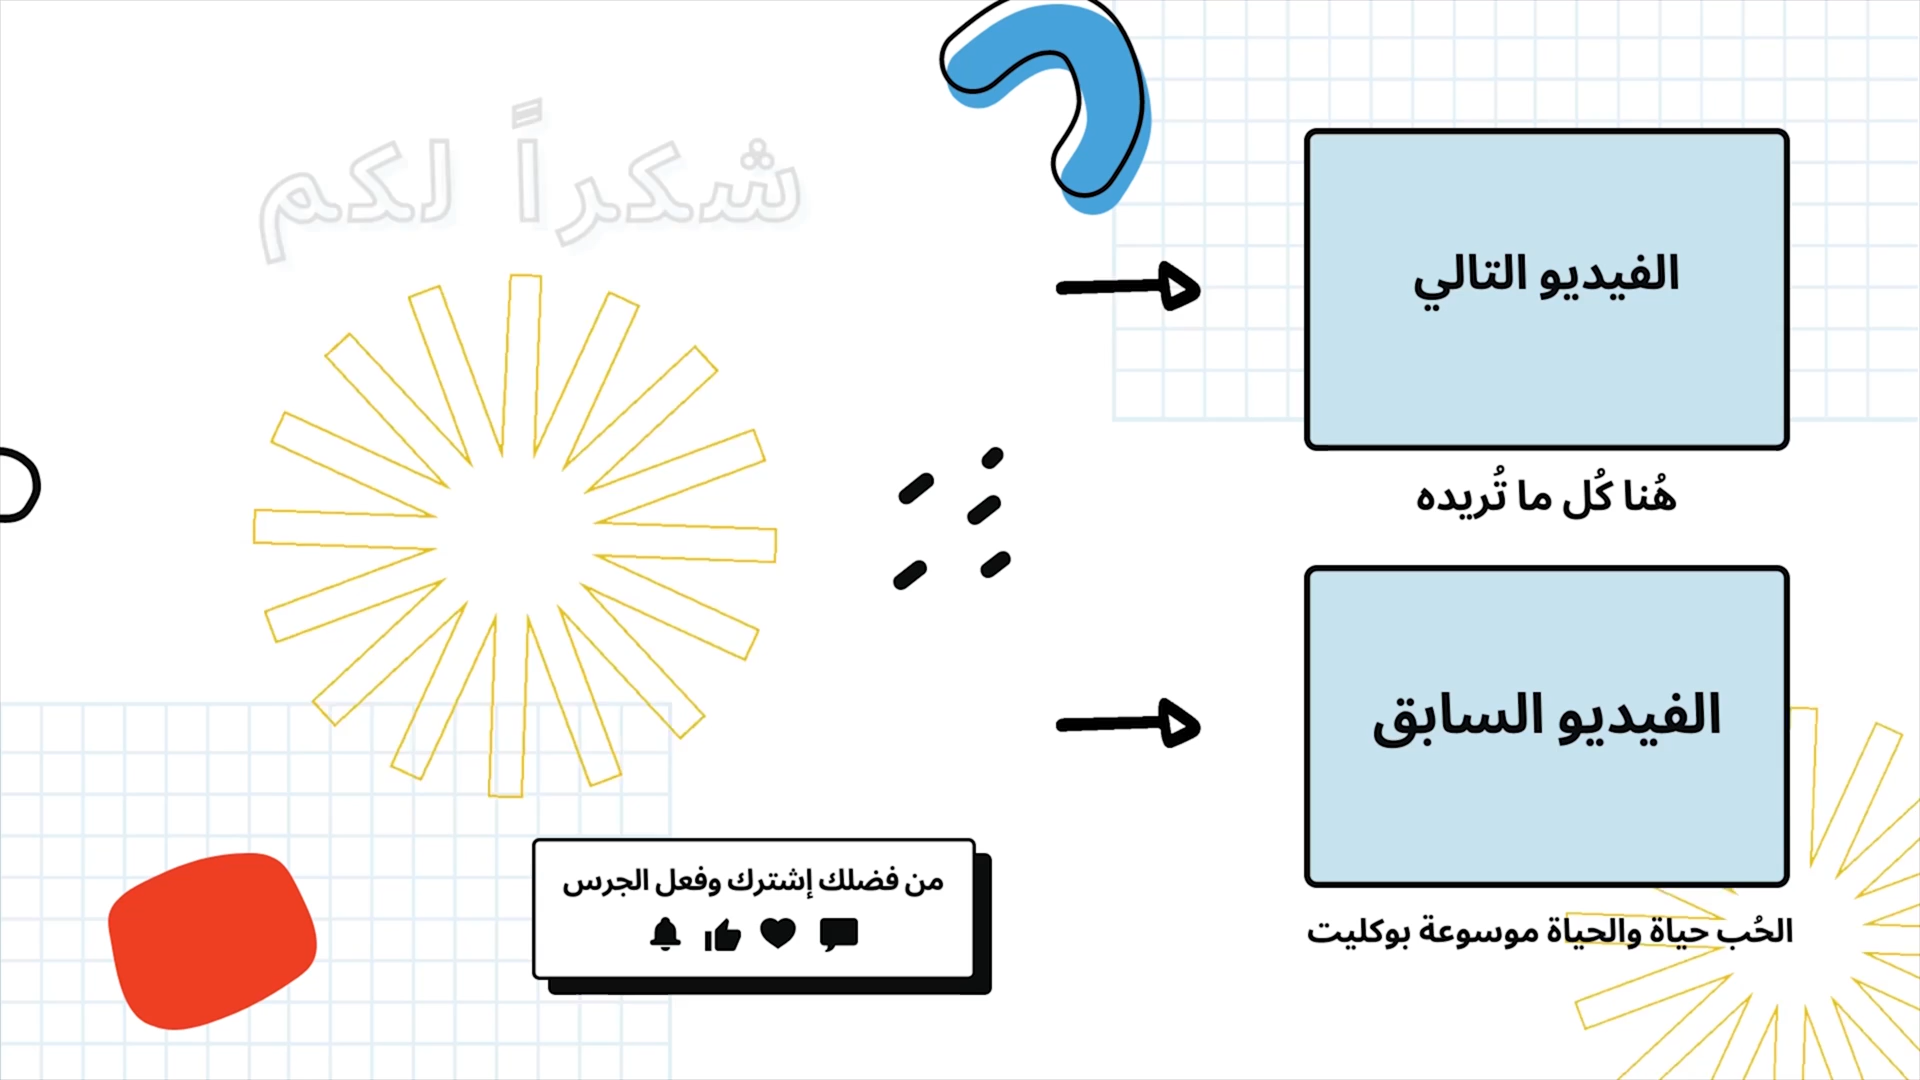 شكراً لكم
الفيديو التالي
هُنا كُل ما تُريده
الفيديو السابق
الحُب حياة والحياة موسوعة بوكليت
من فضلك إشترك وفعل الجرس